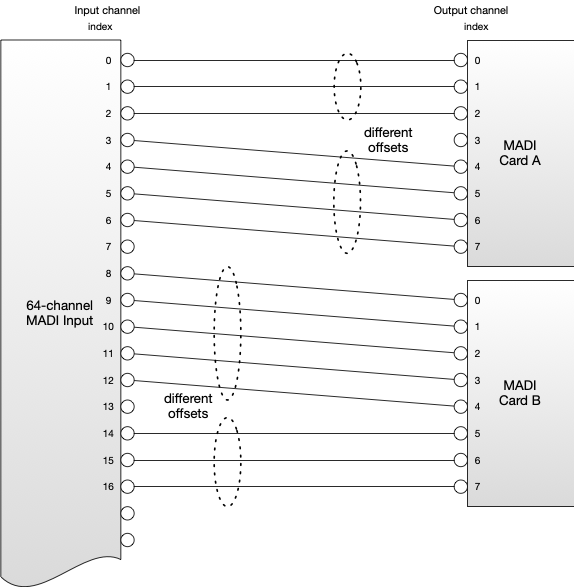 Input channel
index
Output channel
index
0
1
2
3
4
5
6
7
8
9
10
11
12
13
14
15
16
64-channel
MADI Input
different
offsets
different
offsets
0
1
2
3
4
5
6
7
MADI
Card A
0
1
2
3
4
5
6
7
MADI
Card B